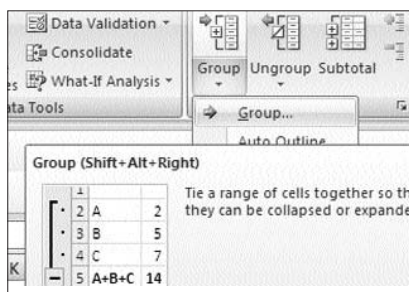 Data Validation
Consolidate
What-If Analysis
Group Ungroup Subtotal
ta Tools
Group...
Auto Outline
Group (Shift+Alt+Right)
Tie a range of cells together so th
they can be collapsed or expande
1
2 A 2
3 B 5
4 C 7
5 A+B+C 14
K